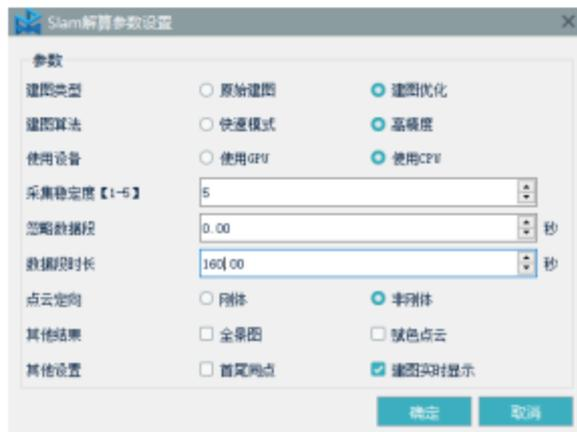 Slam解算参数设置
参数
建图类型 原始建图 建图优化
建图算法 快速模式 高精度
使用设备 使用GPU 使用CPU
采集稳定度【1-5】 5
忽略数据段 0.00 秒
数据段时长 160.00 秒
点云定向 刚体 非刚体
其他结果 全景图 赋色点云
其他设置 首尾同点 建图实时显示
确定 取消